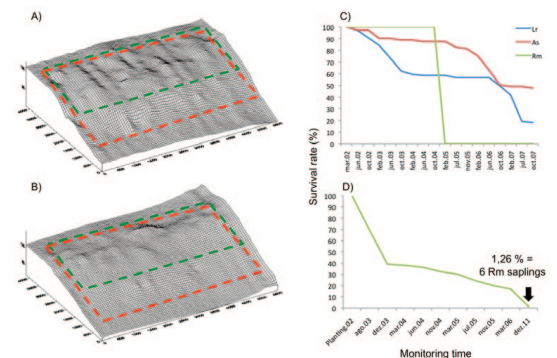 A)
B)
C)
Lr
As
Rm
Survival rate (%)
100
90
80
70
60
50
40
30
20
10
0
mar.02
jun.02
oct.02
feb.03
jun.03
oct.03
feb.04
jun.04
oct.04
feb.05
jul.05
nov.05
feb.06
jun.06
oct.06
feb.07
jul.07
oct.07
D)
100
90
80
70
60
50
40
30
20
10
0
1,26 % =
6 Rm saplings
Planting.02
ago.03
dez.03
mar.04
jun.04
nov.04
mar.05
jul.05
nov.05
mar.06
dez.11
Monitoring time